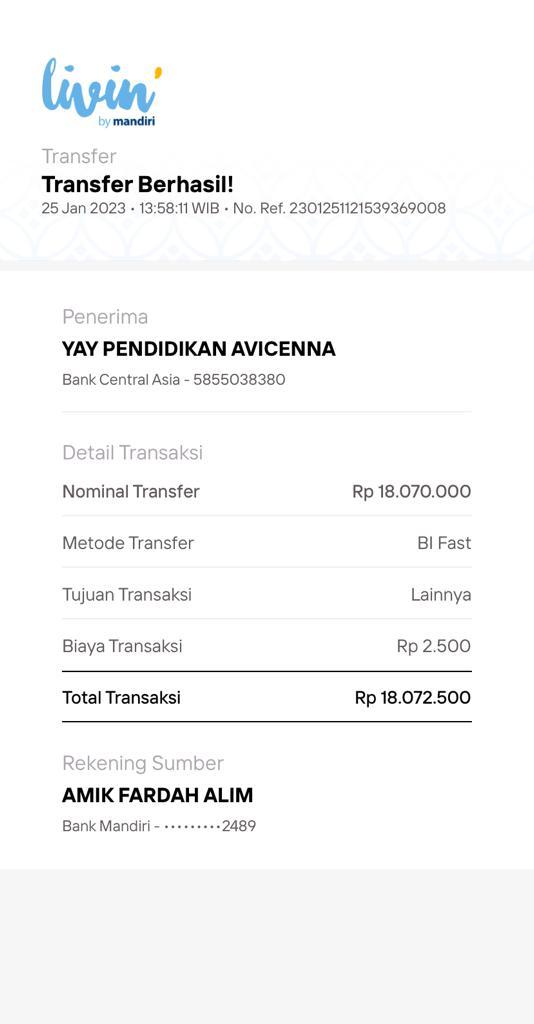 livin'
by mandiri
Transfer
Transfer Berhasil!
25 Jan 2023 • 13:58:11 WIB • No. Ref. 2301251121539369008
Penerima
YAY PENDIDIKAN AVICENNA
Bank Central Asia - 5855038380
Detail Transaksi
Nominal Transfer Rp 18.070.000
Metode Transfer BI Fast
Tujuan Transaksi Lainnya
Biaya Transaksi Rp 2.500
Total Transaksi Rp 18.072.500
Rekening Sumber
AMIK FARDAH ALIM
Bank Mandiri - •••••••••2489